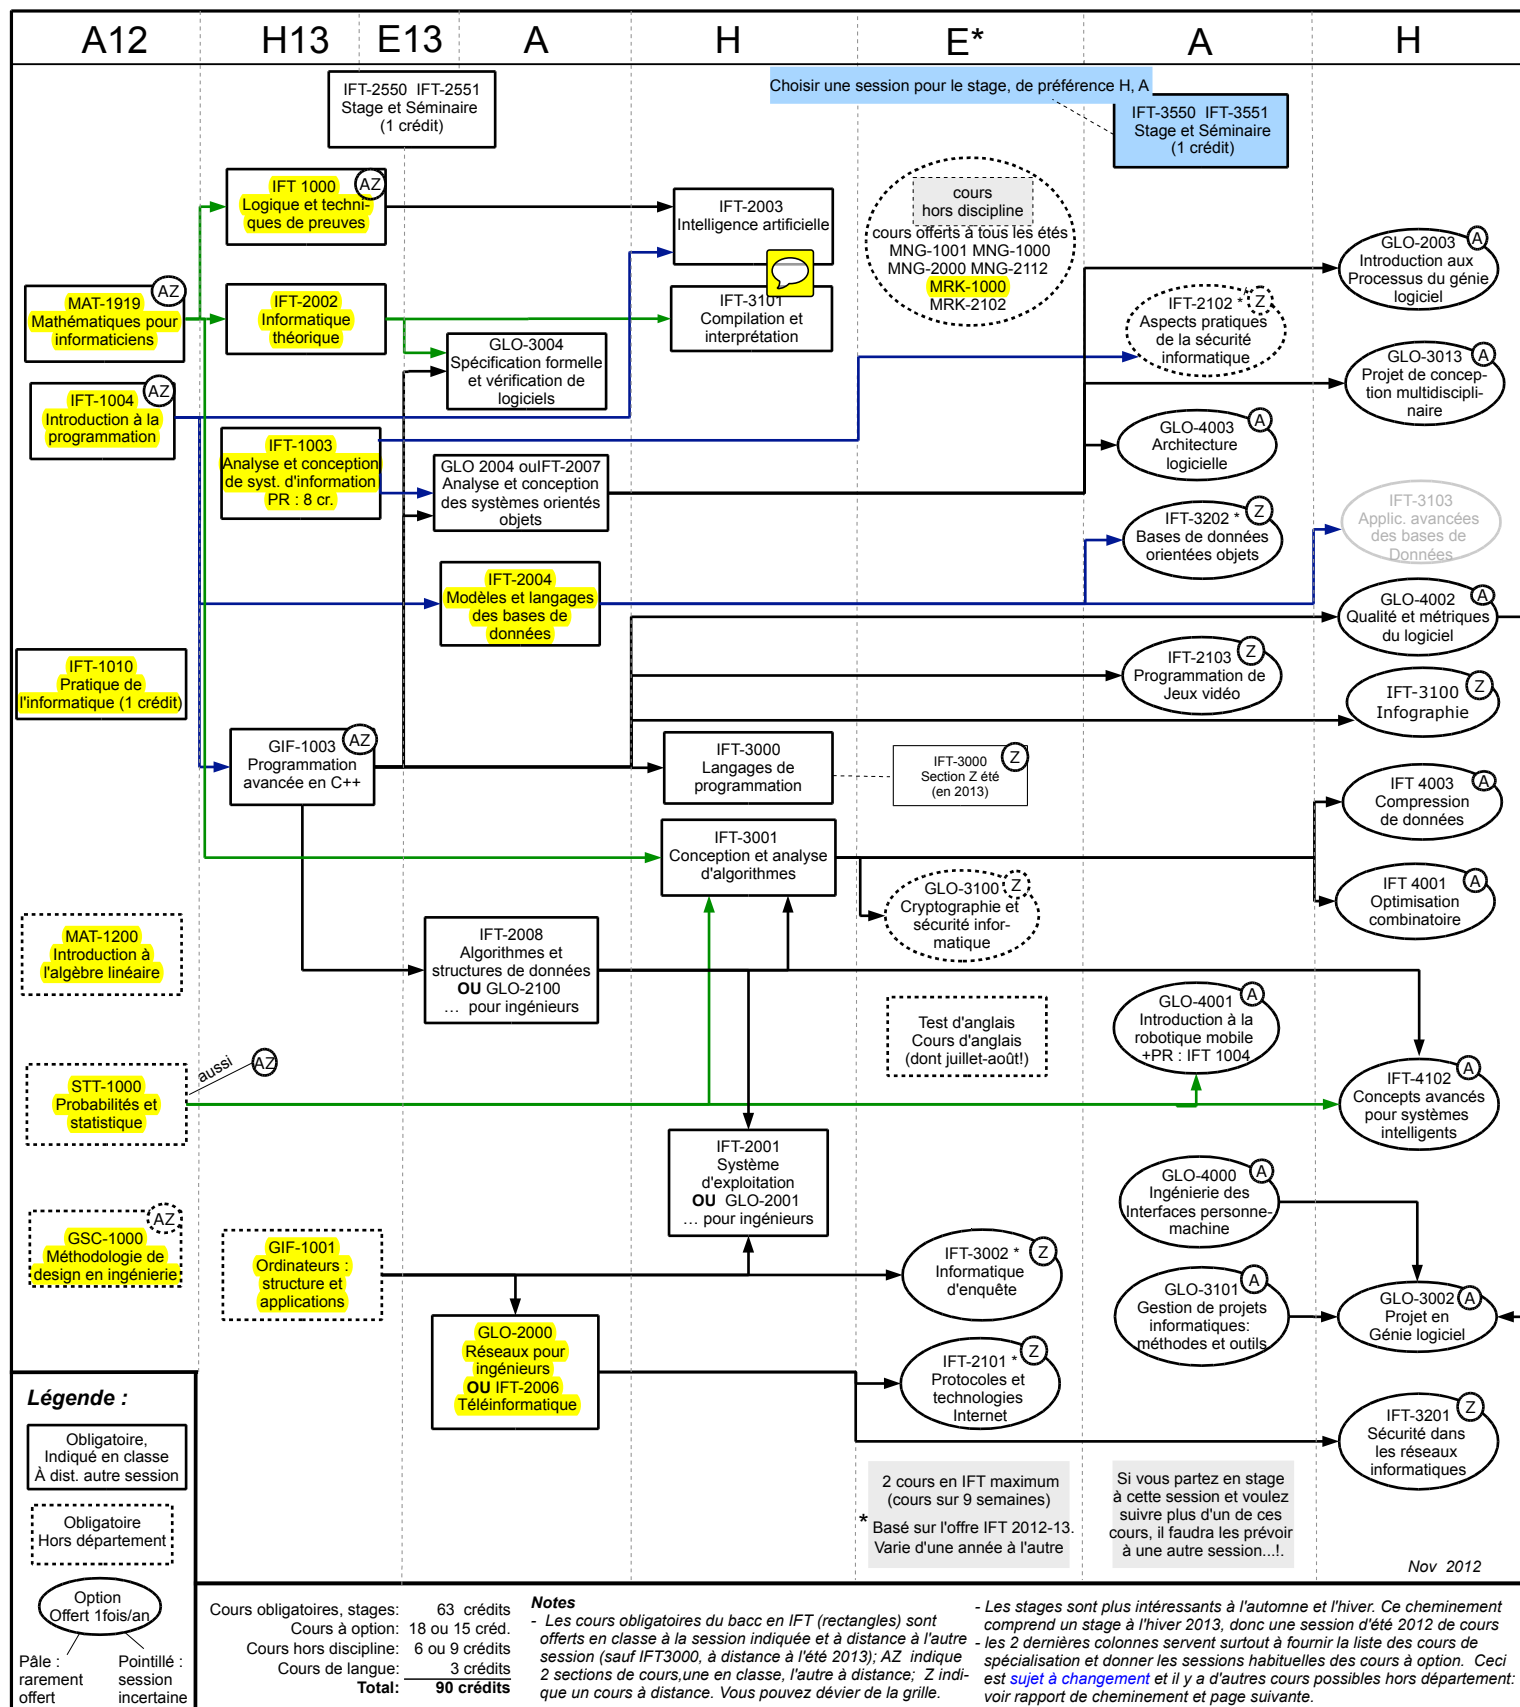 A12
H13
E13
A
H
E*
A
H
IFT-2550 IFT-2551
Stage et Séminaire
(1 crédit)
Choisir une session pour le stage, de préférence H, A
IFT-3550 IFT-3551
Stage et Séminaire
(1 crédit)
IFT 1000
Logique et techni-
ques de preuves
AZ
IFT-2003
Intelligence artificielle
cours
hors discipline
cours offerts à tous les étés
MNG-1001 MNG-1000
MNG-2000 MNG-2112
MRK-1000
MRK-2102
GLO-2003
Introduction aux
Processus du génie
logiciel
A
MAT-1919
Mathématiques pour
informaticiens
AZ
IFT-2002
Informatique
théorique
IFT-3101
Compilation et
interprétation
IFT-2102 *
Aspects pratiques
de la sécurité
informatique
Z
GLO-3004
Spécification formelle
et vérification de
logiciels
GLO-3013
Projet de concep-
tion multidiscipli-
naire
A
IFT-1004
Introduction à la
programmation
AZ
IFT-1003
Analyse et conception
de syst. d'information
PR : 8 cr.
GLO 2004 ouIFT-2007
Analyse et conception
des systèmes orientés
objets
GLO-4003
Architecture
logicielle
A
IFT-3202 *
Bases de données
orientées objets
Z
IFT-3103
Applic. avancées
des bases de
Données
IFT-2004
Modèles et langages
des bases de
données
GLO-4002
Qualité et métriques
du logiciel
A
IFT-1010
Pratique de
l'informatique (1 crédit)
IFT-2103
Programmation de
Jeux vidéo
Z
IFT-3100
Infographie
Z
GIF-1003
Programmation
avancée en C++
AZ
IFT-3000
Langages de
programmation
IFT-3000
Section Z été
(en 2013)
Z
IFT 4003
Compression
de données
A
IFT-3001
Conception et analyse
d'algorithmes
GLO-3100
Cryptographie et
sécurité infor-
matique
Z
IFT 4001
Optimisation
combinatoire
A
MAT-1200
Introduction à
l'algèbre linéaire
IFT-2008
Algorithmes et
structures de données
OU GLO-2100
... pour ingénieurs
Test d'anglais
Cours d'anglais
(dont juillet-août!)
GLO-4001
Introduction à la
robotique mobile
+PR : IFT 1004
A
STT-1000
Probabilités et
statistique
aussi
AZ
IFT-4102
Concepts avancés
pour systèmes
intelligents
A
IFT-2001
Système
d'exploitation
OU GLO-2001
... pour ingénieurs
GLO-4000
Ingénierie des
Interfaces personne-
machine
A
GSC-1000
Méthodologie de
design en ingénierie
AZ
GIF-1001
Ordinateurs :
structure et
applications
IFT-3002 *
Informatique
d'enquête
Z
GLO-3101
Gestion de projets
informatiques:
méthodes et outils
A
GLO-3002
Projet en
Génie logiciel
A
GLO-2000
Réseaux pour
ingénieurs
OU IFT-2006
Téléinformatique
IFT-2101 *
Protocoles et
technologies
Internet
Z
IFT-3201
Sécurité dans
les réseaux
informatiques
Z
Légende :
Obligatoire,
Indiqué en classe
À dist. autre session
Obligatoire
Hors département
Option
Offert 1fois/an
Pâle :
rarement
offert
Pointillé :
session
incertaine
2 cours en IFT maximum
(cours sur 9 semaines)
* Basé sur l'offre IFT 2012-13.
Varie d'une année à l'autre
Si vous partez en stage
à cette session et voulez
suivre plus d'un de ces
cours, il faudra les prévoir
à une autre session...!.
Nov 2012
Cours obligatoires, stages: 63 crédits
Cours à option: 18 ou 15 créd.
Cours hors discipline: 6 ou 9 crédits
Cours de langue: 3 crédits
Total: 90 crédits
Notes
- Les cours obligatoires du bacc en IFT (rectangles) sont
offerts en classe à la session indiquée et à distance à l'autre
session (sauf IFT3000, à distance à l'été 2013); AZ indique
2 sections de cours,une en classe, l'autre à distance; Z indi-
que un cours à distance. Vous pouvez dévier de la grille.
- Les stages sont plus intéressants à l'automne et l'hiver. Ce cheminement
comprend un stage à l'hiver 2013, donc une session d'été 2012 de cours
- les 2 dernières colonnes servent surtout à fournir la liste des cours de
spécialisation et donner les sessions habituelles des cours à option. Ceci
est sujet à changement et il y a d'autres cours possibles hors département:
voir rapport de cheminement et page suivante.